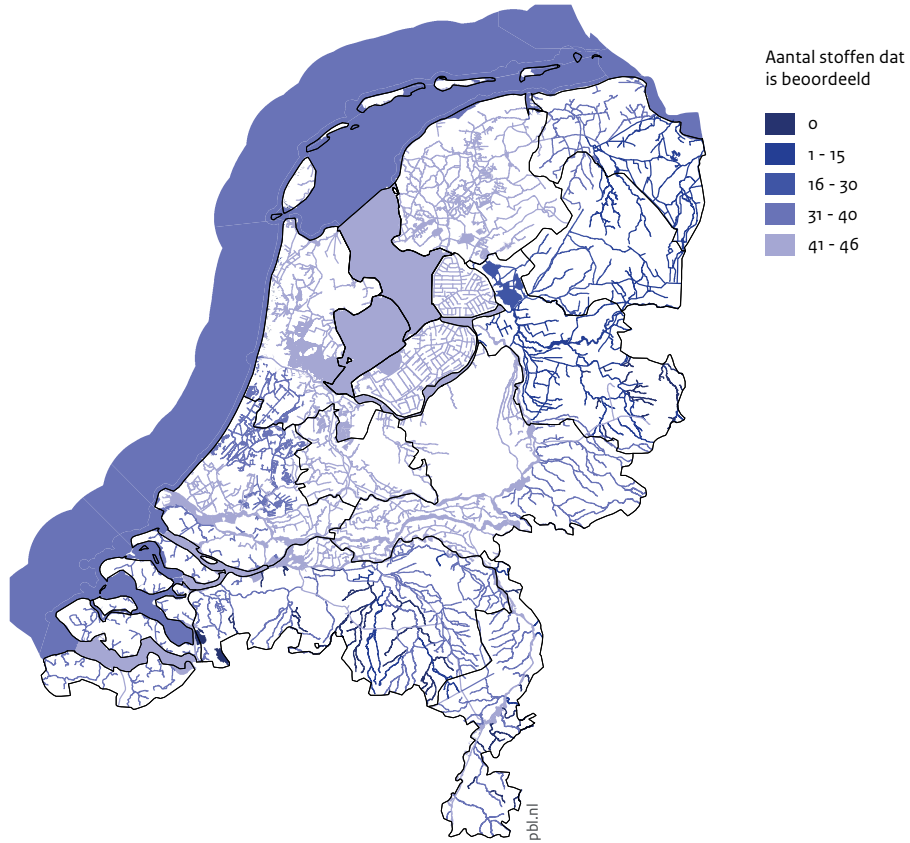 Aantal stoffen dat
is beoordeeld
0
1 - 15
16 - 30
31 - 40
41 - 46
pbl.nl